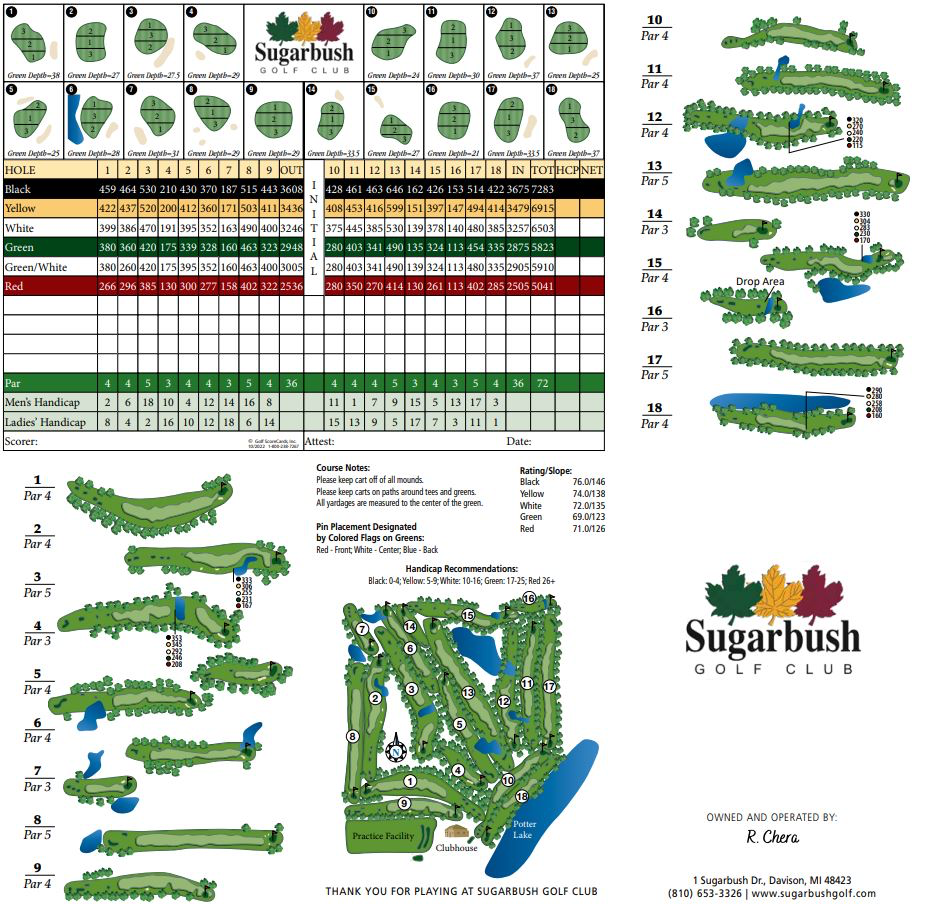 1 2 3 4 Sugarbush 10 11 12 13
GOLF CLUB
3 2 1
1 2 3
3 2 1
3 2 1
3 2 1
3 2 1
3 1 2
3 2 1
Green Depth=38 Green Depth=27 Green Depth=27.5 Green Depth=29 Green Depth=24 Green Depth=30 Green Depth=37 Green Depth=25
5 6 7 8 9 14 15 16 17 18
Green Depth=25 Green Depth=28 Green Depth=31 Green Depth=29 Green Depth=29 Green Depth=33.5 Green Depth=27 Green Depth=21 Green Depth=33.5 Green Depth=37
HOLE 1 2 3 4 5 6 7 8 9 OUT INITIAL 10 11 12 13 14 15 16 17 18 IN TOT HCP NET
Black 459 464 530 210 430 370 187 515 443 3608 428 461 463 646 162 426 153 514 422 3675 7283
Yellow 422 437 520 200 412 360 171 503 411 3436 408 453 416 599 151 397 147 494 414 3479 6915
White 399 386 470 191 395 352 163 490 400 3246 375 445 385 530 139 378 140 480 385 3257 6503
Green 380 360 420 175 339 328 160 463 323 2948 280 403 341 490 135 324 113 454 335 2875 5823
Green/White 380 260 420 175 395 352 160 463 400 3005 280 403 341 490 139 324 113 480 335 2905 5910
Red 266 296 385 130 300 277 158 402 322 2536 280 350 270 414 130 261 113 402 285 2505 5041
Par 4 4 5 3 4 4 3 5 4 36 4 4 4 5 3 4 3 5 4 36 72
Men's Handicap 2 6 18 10 4 12 14 16 8 11 1 7 9 15 5 13 17 3
Ladies' Handicap 8 4 2 16 10 12 18 6 14 15 13 9 5 17 7 3 11 1
Scorer: © Golf ScoreCards, Inc. Attest: Date:
10/2022 1-800-238-7267
10
Par 4
11
Par 4
12
Par 4
320
270
240
220
115
13
Par 5
14
Par 3
330
304
283
230
170
15
Par 4
Drop Area
16
Par 3
17
Par 5
18
Par 4
290
280
258
208
160
1
Par 4
2
Par 4
333
306
255
231
167
3
Par 5
4
Par 3
353
345
292
246
208
5
Par 4
6
Par 4
7
Par 3
8
Par 5
9
Par 4
Course Notes:
Please keep cart off of all mounds.
Please keep carts on paths around tees and greens.
All yardages are measured to the center of the green.
Pin Placement Designated
by Colored Flags on Greens:
Red - Front; White - Center; Blue - Back
Rating/Slope:
Black 76.0/146
Yellow 74.0/138
White 72.0/135
Green 69.0/123
Red 71.0/126
Handicap Recommendations:
Black: 0-4; Yellow: 5-9; White: 10-16; Green: 17-25; Red 26+
16
15
7 14
6
3 13 11 17
2 12
5
8 N
4
1 10
9 18
Practice Facility
Clubhouse
Potter
Lake
THANK YOU FOR PLAYING AT SUGARBUSH GOLF CLUB
Sugarbush
GOLF CLUB
OWNED AND OPERATED BY:
R. Chera
1 Sugarbush Dr., Davison, MI 48423
(810) 653-3326 | www.sugarbushgolf.com